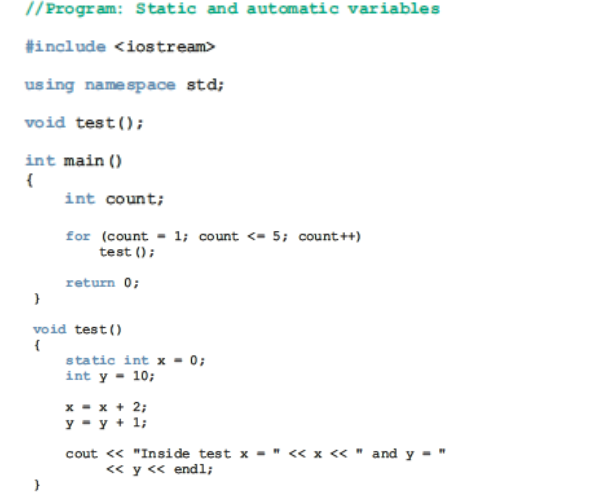 //Program: Static and automatic variables
#include <iostream>
using namespace std;
void test();
int main()
{
int count;
for (count = 1; count <= 5; count++)
test();
return 0;
}
void test()
{
static int x = 0;
int y = 10;
x = x + 2;
y = y + 1;
cout << "Inside test x = " << x << " and y = "
<< y << endl;
}